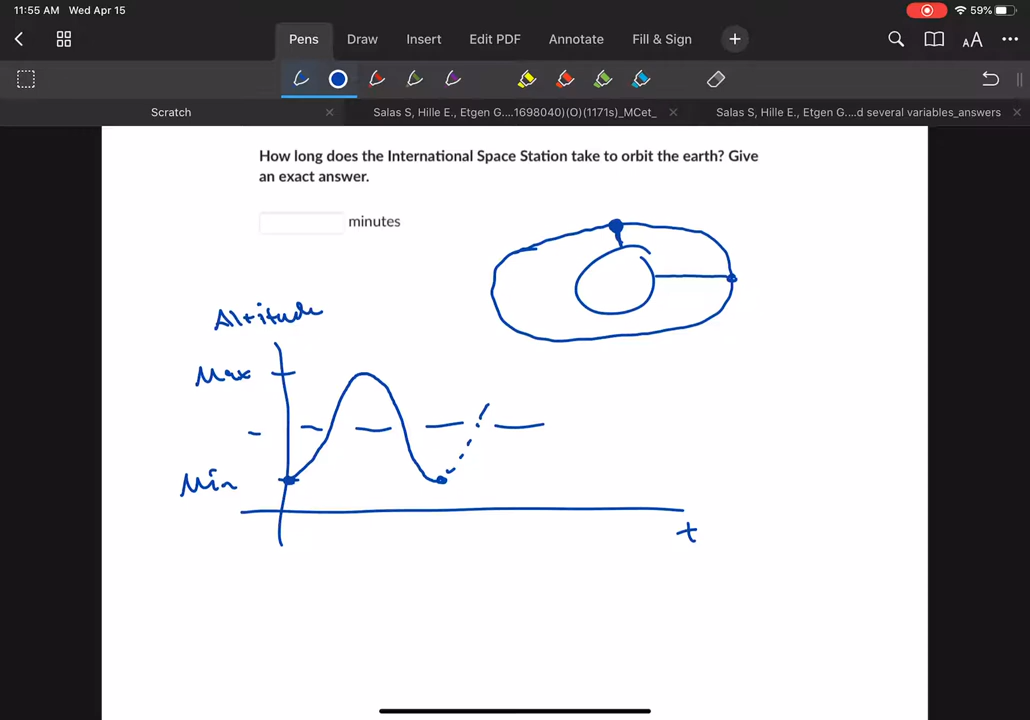 11:55 AM Wed Apr 15
59%
Pens Draw Insert Edit PDF Annotate Fill & Sign
AA
Scratch
Salas S, Hille E., Etgen G....1698040)(O)(1171s)_MCet_
Salas S, Hille E., Etgen G....d several variables_answers
How long does the International Space Station take to orbit the earth? Give
an exact answer.
minutes
Altitude
Max
Min
t